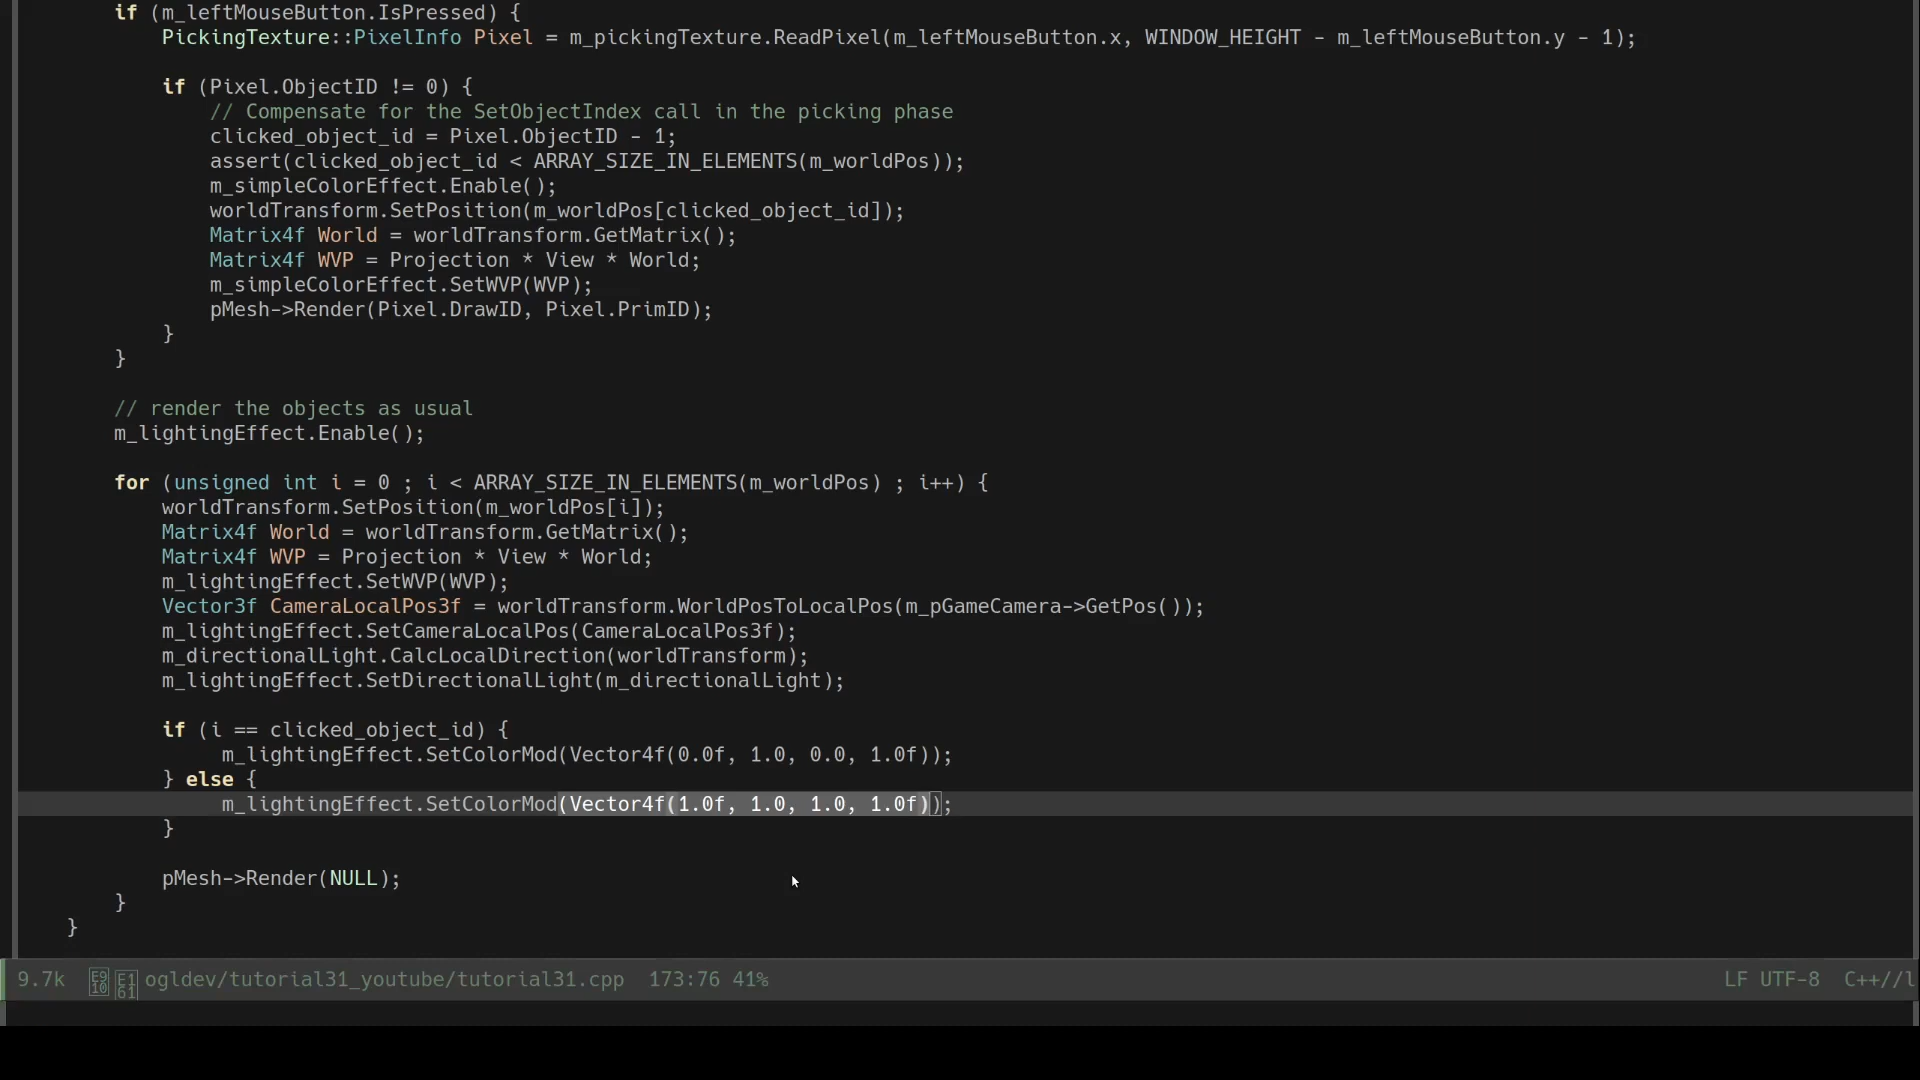 if (m_leftMouseButton.IsPressed) {
PickingTexture::PixelInfo Pixel = m_pickingTexture.ReadPixel(m_leftMouseButton.x, WINDOW_HEIGHT - m_leftMouseButton.y - 1);
if (Pixel.ObjectID != 0) {
// Compensate for the SetObjectIndex call in the picking phase
clicked_object_id = Pixel.ObjectID - 1;
assert(clicked_object_id < ARRAY_SIZE_IN_ELEMENTS(m_worldPos));
m_simpleColorEffect.Enable();
worldTransform.SetPosition(m_worldPos[clicked_object_id]);
Matrix4f World = worldTransform.GetMatrix();
Matrix4f WVP = Projection * View * World;
m_simpleColorEffect.SetWVP(WVP);
pMesh->Render(Pixel.DrawID, Pixel.PrimID);
}
}
// render the objects as usual
m_lightingEffect.Enable();
for (unsigned int i = 0 ; i < ARRAY_SIZE_IN_ELEMENTS(m_worldPos) ; i++) {
worldTransform.SetPosition(m_worldPos[i]);
Matrix4f World = worldTransform.GetMatrix();
Matrix4f WVP = Projection * View * World;
m_lightingEffect.SetWVP(WVP);
Vector3f CameraLocalPos3f = worldTransform.WorldPosToLocalPos(m_pGameCamera->GetPos());
m_lightingEffect.SetCameraLocalPos(CameraLocalPos3f);
m_directionalLight.CalcLocalDirection(worldTransform);
m_lightingEffect.SetDirectionalLight(m_directionalLight);
if (i == clicked_object_id) {
m_lightingEffect.SetColorMod(Vector4f(0.0f, 1.0, 0.0, 1.0f));
} else {
m_lightingEffect.SetColorMod(Vector4f(1.0f, 1.0, 1.0, 1.0f));
}
pMesh->Render(NULL);
}
}
9.7k E910 E161 ogldev/tutorial31_youtube/tutorial31.cpp 173:76 41% LF UTF-8 C++//l